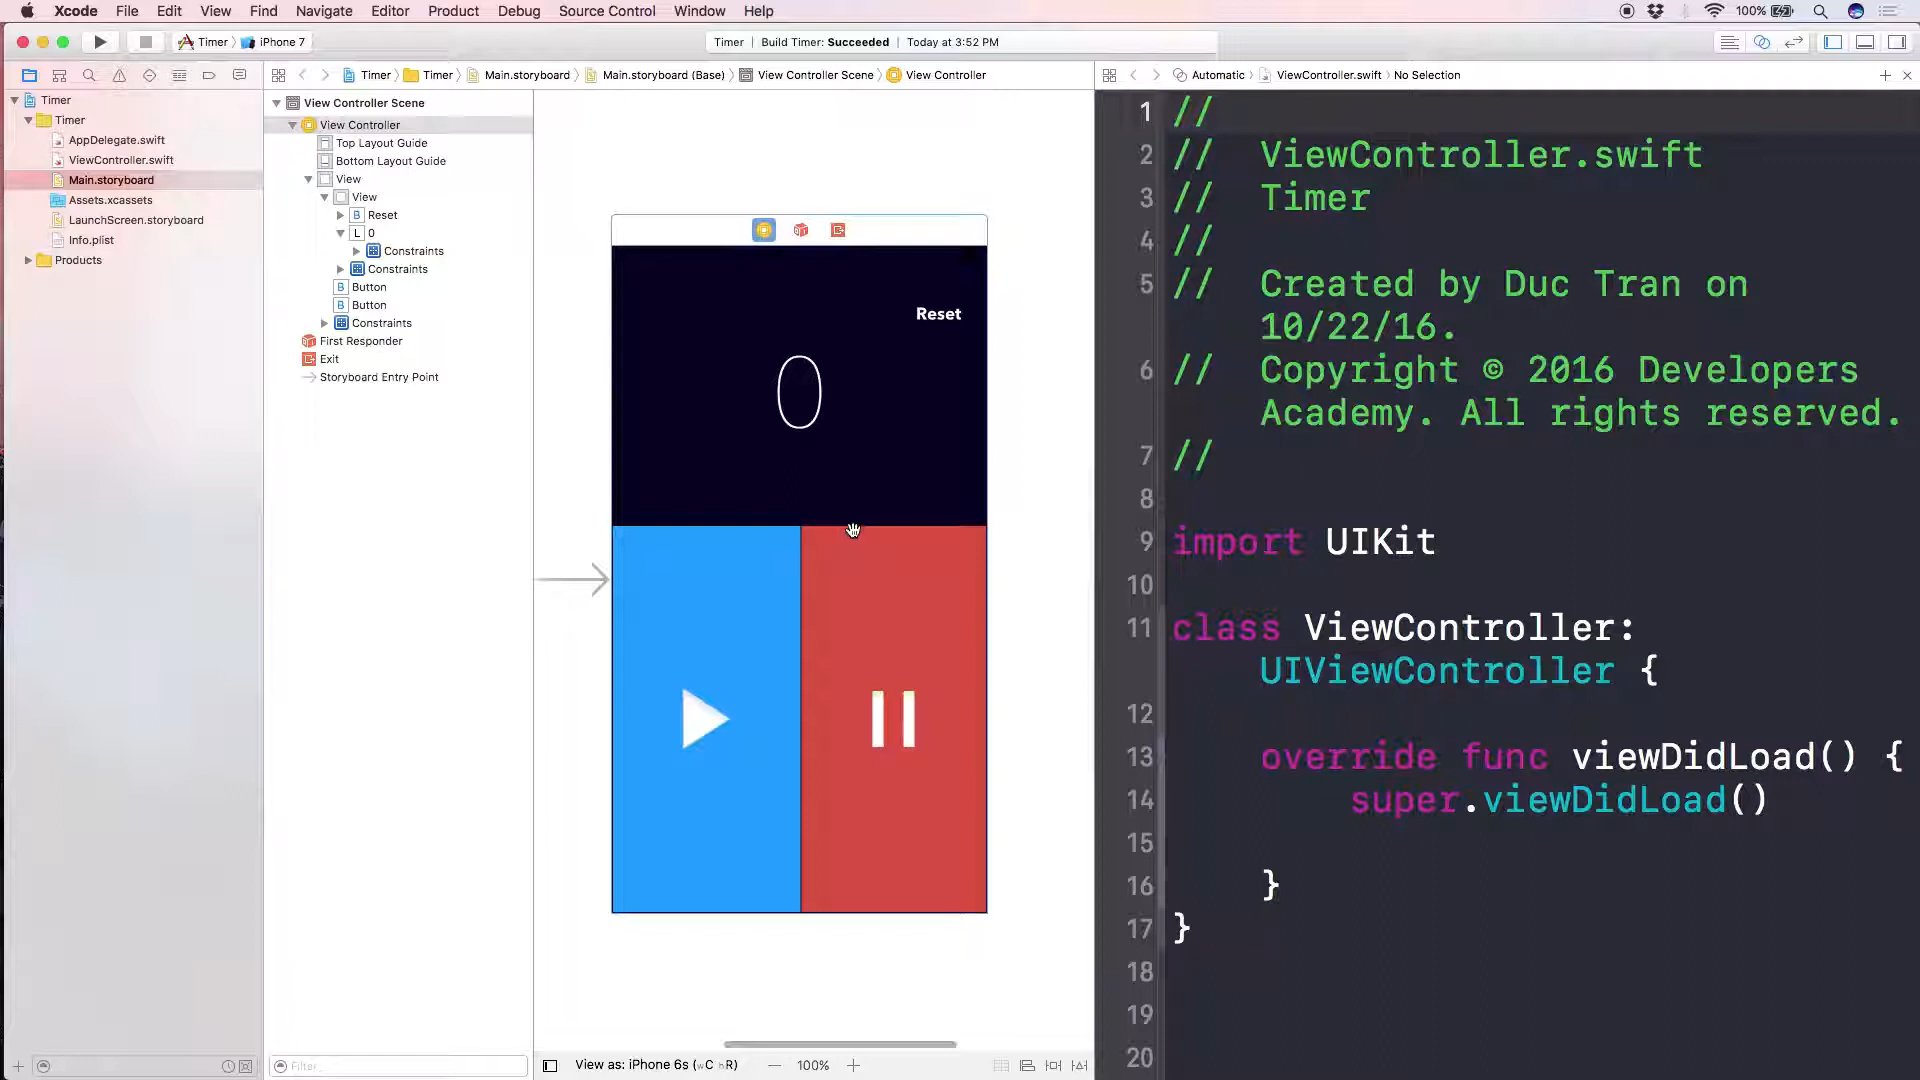 Xcode File Edit View Find Navigate Editor Product Debug Source Control Window Help
100%
Timer iPhone 7
Timer Build Timer: Succeeded Today at 3:52 PM
Timer Timer Main.storyboard Main.storyboard (Base) View Controller Scene View Controller
Automatic ViewController.swift No Selection
Timer
Timer
AppDelegate.swift
ViewController.swift
Main.storyboard
Assets.xcassets
LaunchScreen.storyboard
Info.plist
Products
View Controller Scene
View Controller
Top Layout Guide
Bottom Layout Guide
View
View
B Reset
L 0
Constraints
Constraints
B Button
B Button
Constraints
First Responder
Exit
Storyboard Entry Point
Filter
Reset
0
View as: iPhone 6s (wC hR)
100%
1 //
2 // ViewController.swift
3 // Timer
4 //
5 // Created by Duc Tran on
10/22/16.
6 // Copyright © 2016 Developers
Academy. All rights reserved.
7 //
8
9 import UIKit
10
11 class ViewController:
UIViewController {
12
13 override func viewDidLoad() {
14 super.viewDidLoad()
15
16 }
17 }
18
19
20